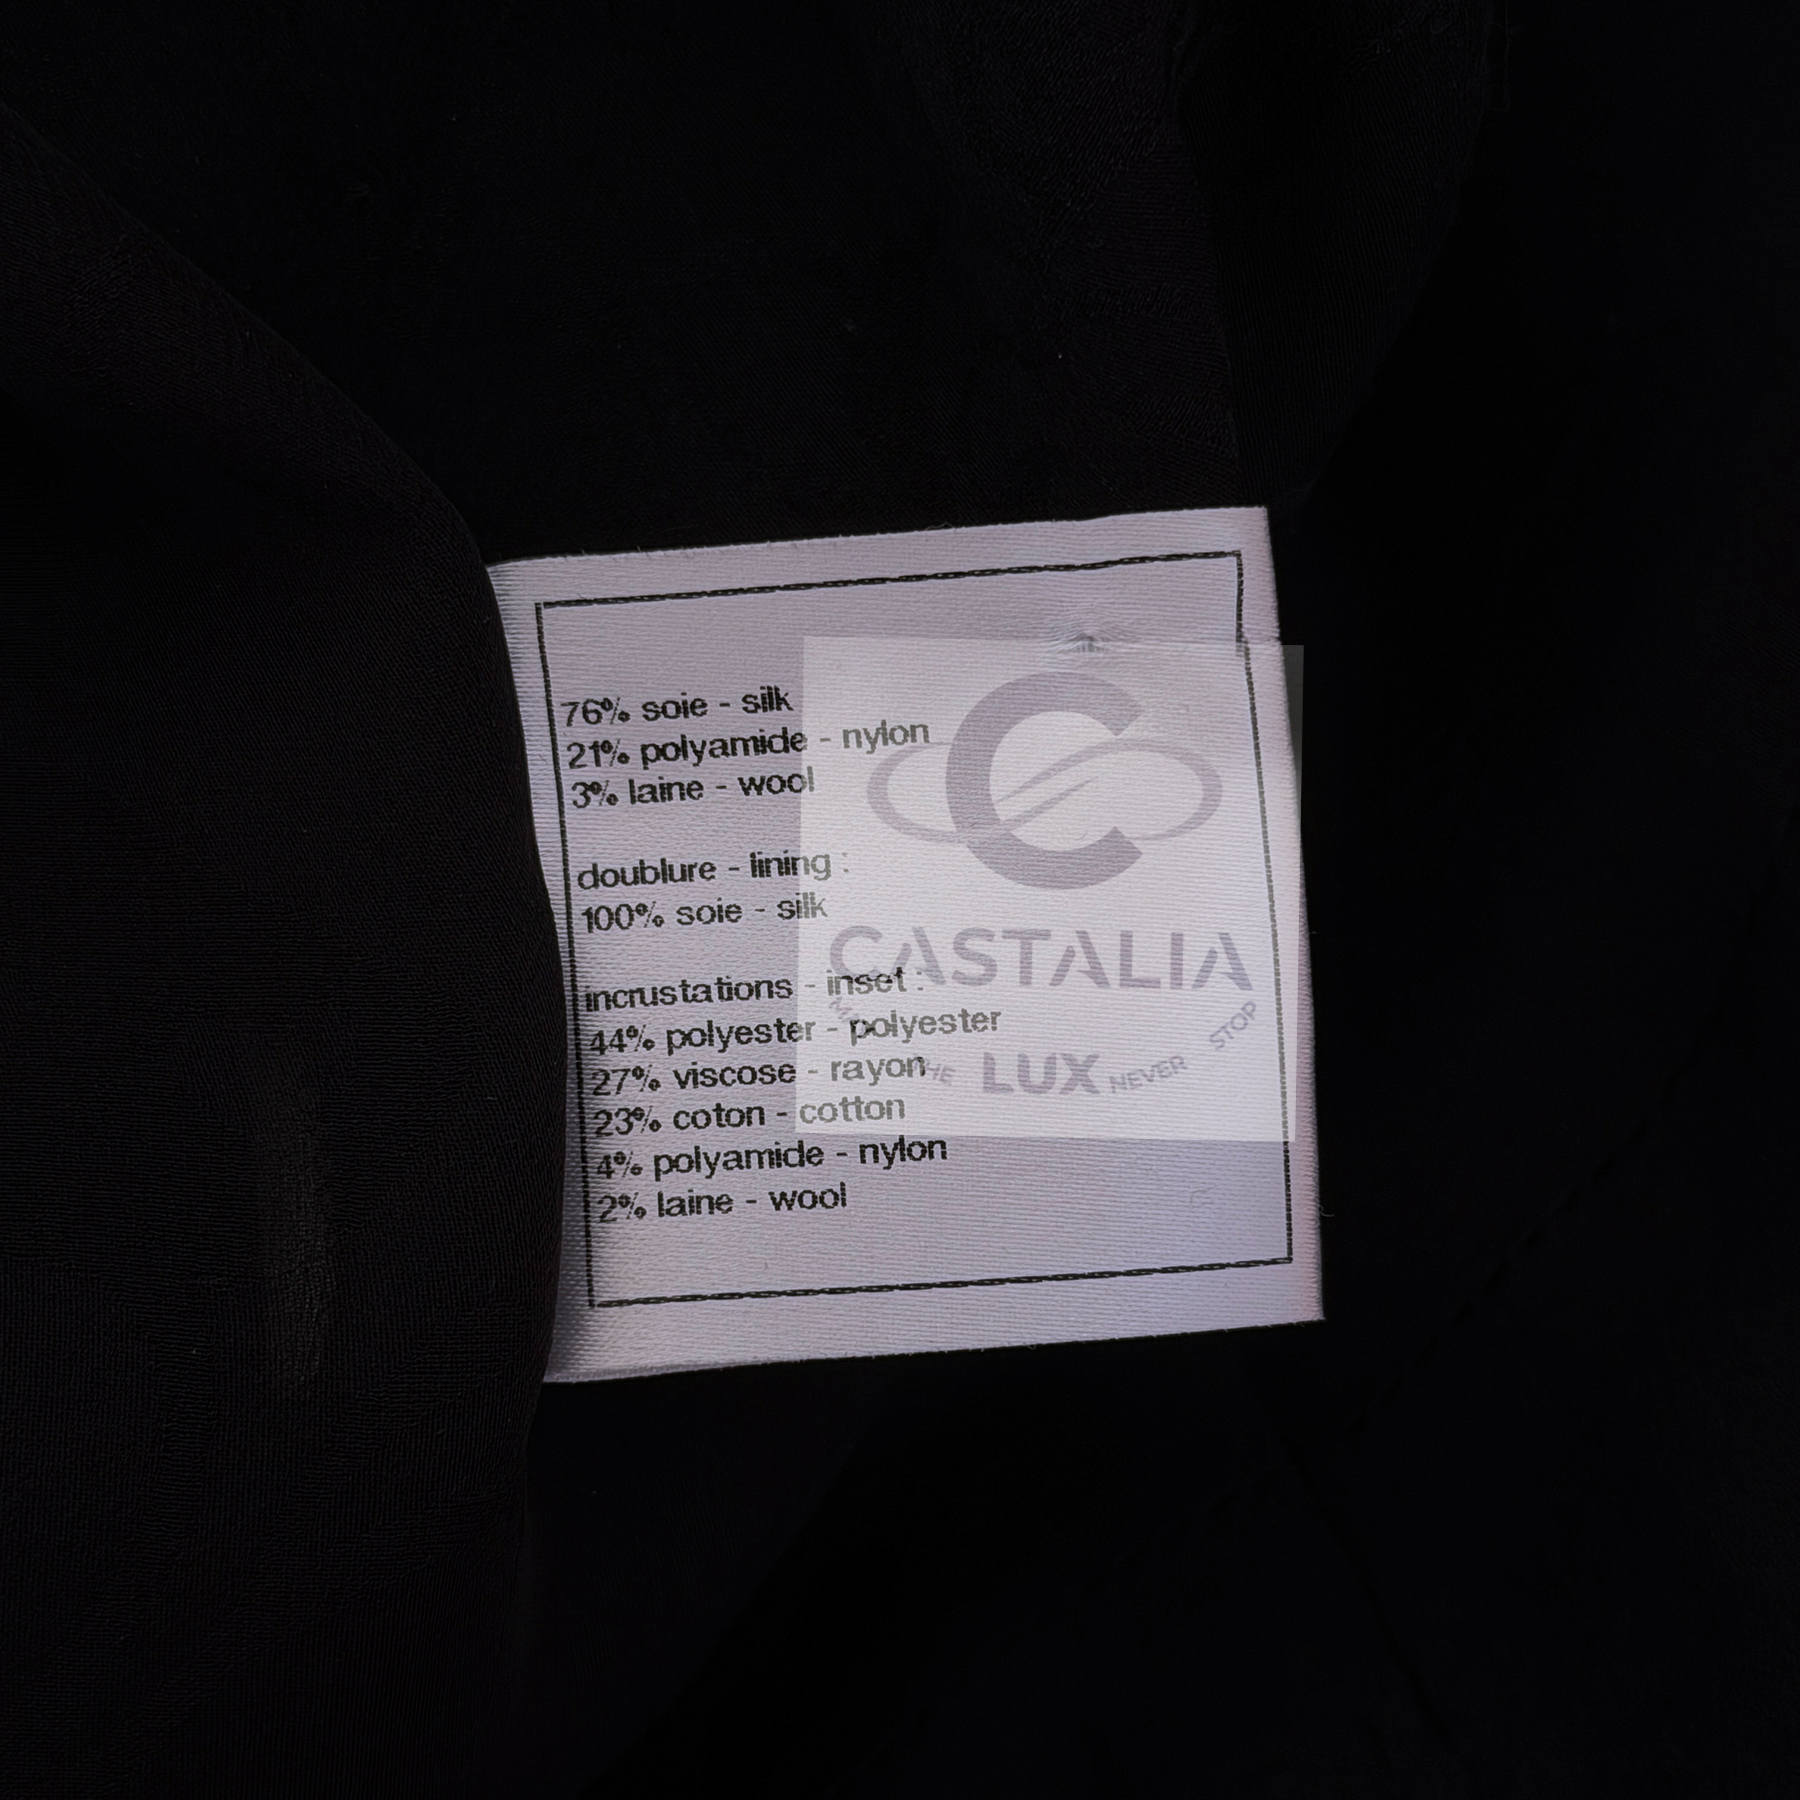 76% soie - silk
21% polyamide - nylon
3% laine - wool
doublure - lining :
100% soie - silk
incrustations - inset :
44% polyester - polyester
27% viscose - rayon
23% coton - cotton
4% polyamide - nylon
2% laine - wool
C
CASTALIA
LUX NEVER STOP